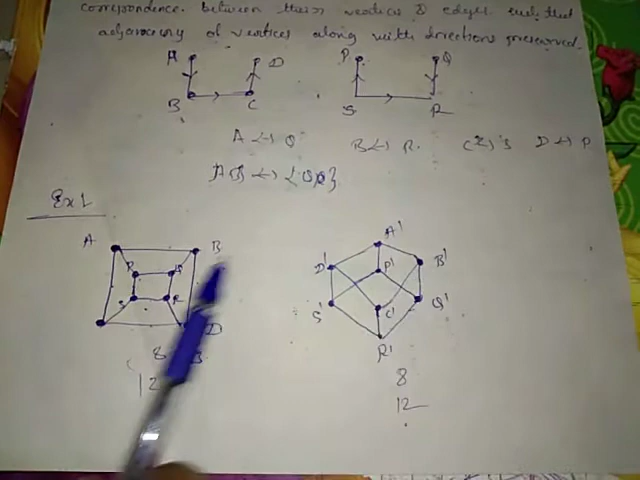 correspondence between their vertices & edges such that
adjacency of vertices along with directions preserved.
A D P Q
B C S R
A ↔ Q B ↔ R D ↔ P
Ex 1
A B
P
S R
D
8
12
A'
D' P' B'
S' C' Q'
R'
8
12